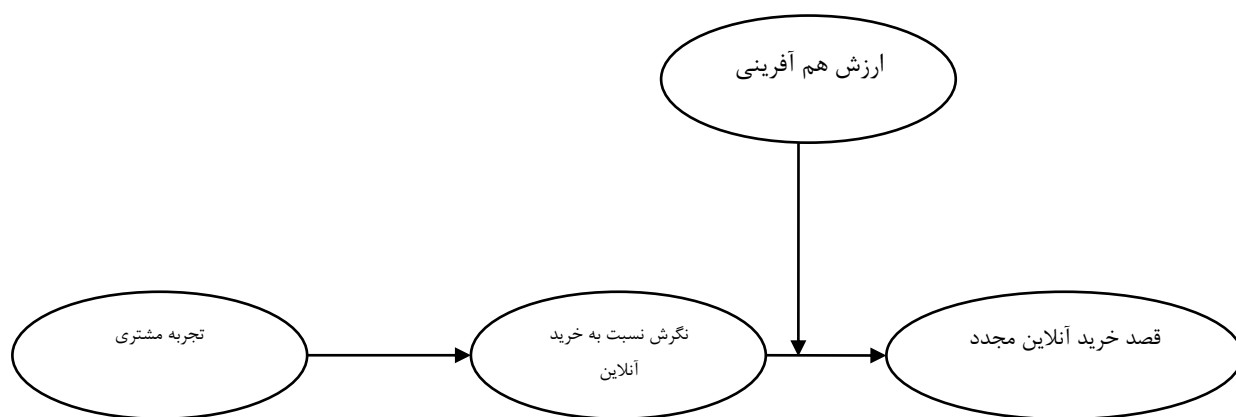 ارزش هم آفرینی
تجربه مشتری
نگرش نسبت به خرید
آنلاین
قصد خرید آنلاین مجدد